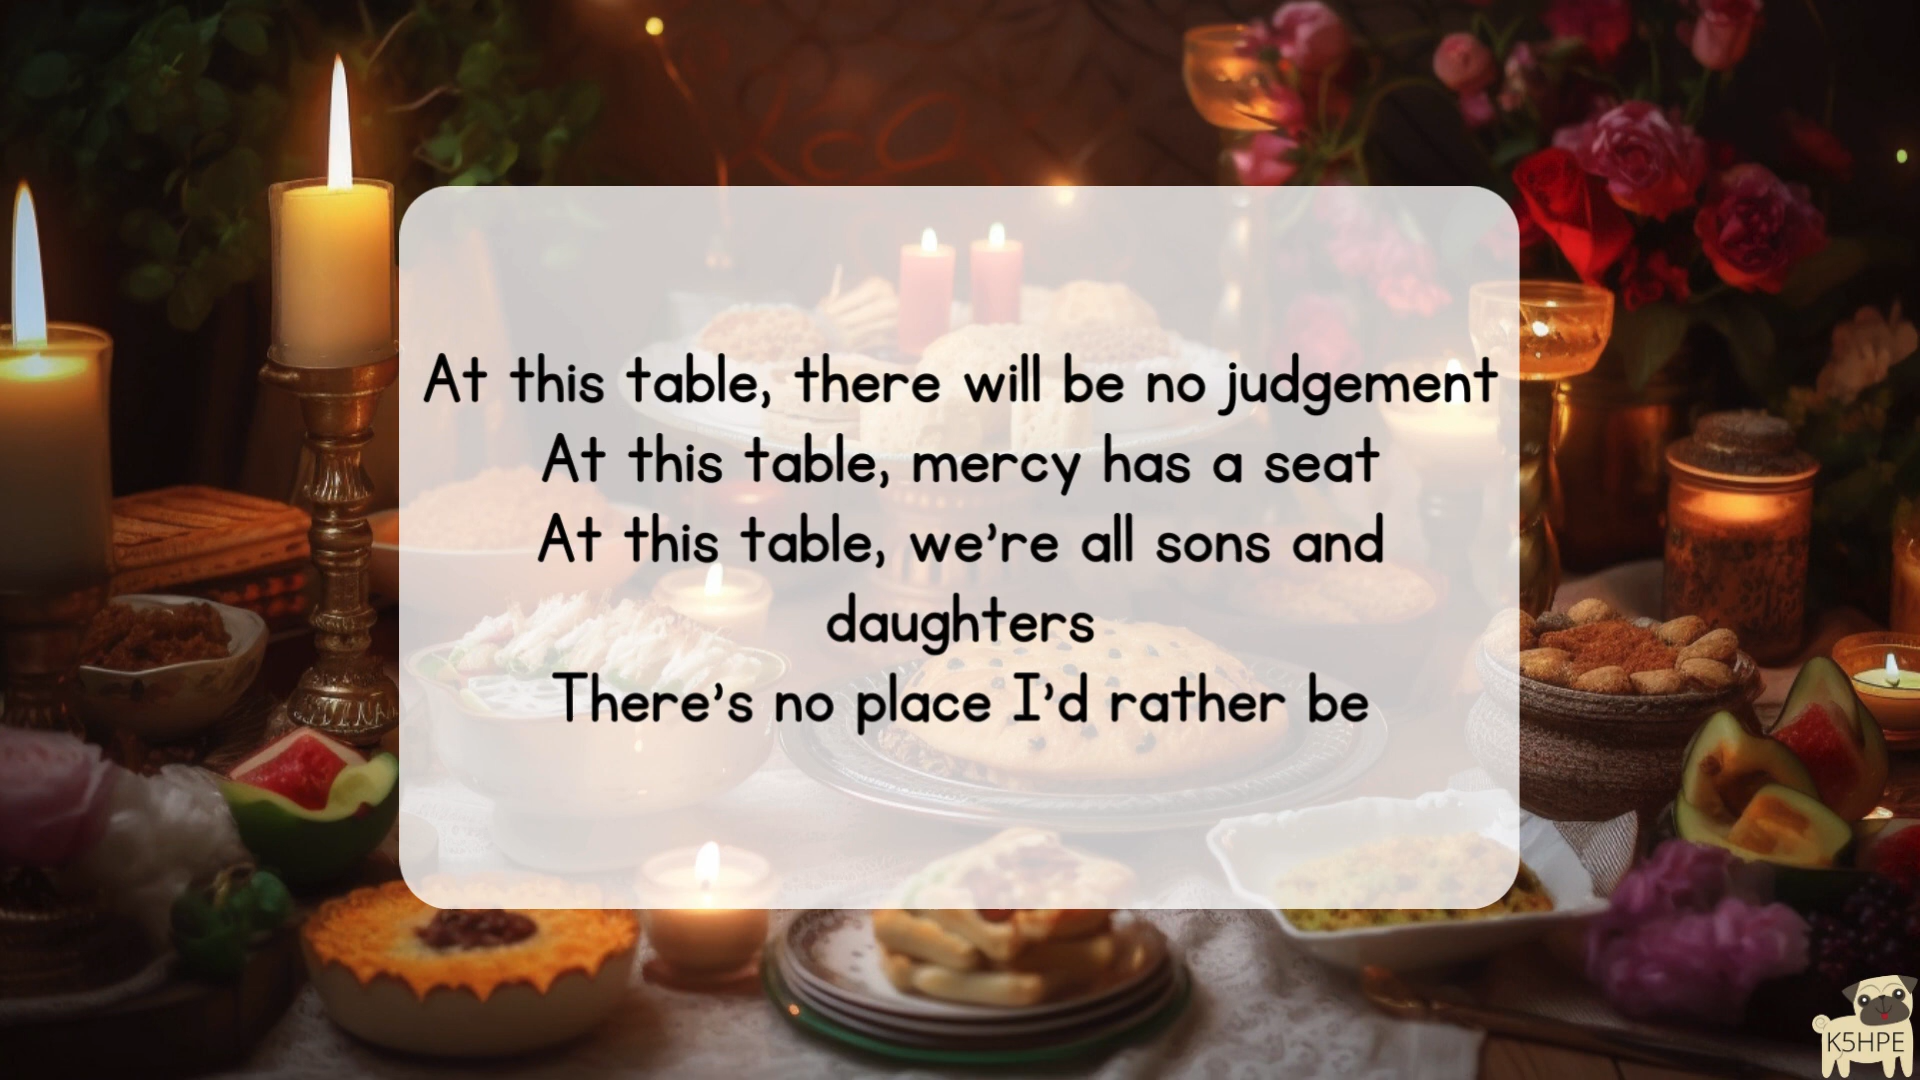 At this table, there will be no judgement
At this table, mercy has a seat
At this table, we're all sons and
daughters
There's no place I'd rather be
K5HPE